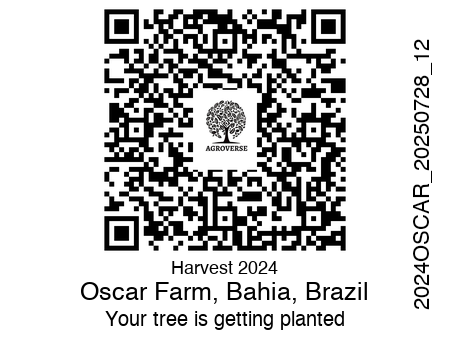 AGROVERSE
Harvest 2024
Oscar Farm, Bahia, Brazil
Your tree is getting planted
2024OSCAR_20250728_12